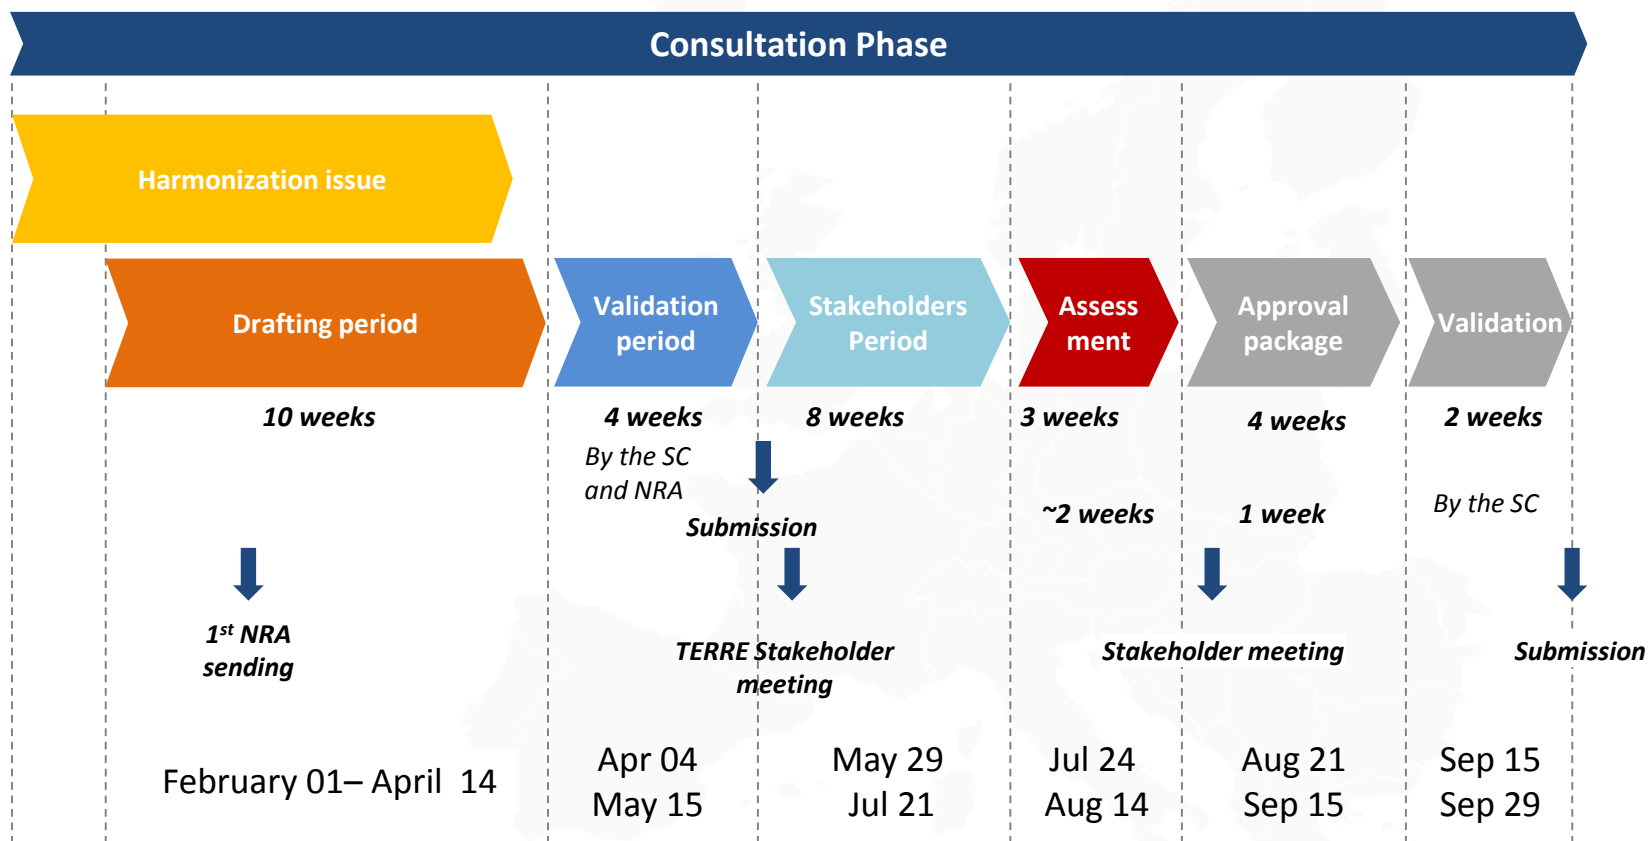 Consultation Phase
Harmonization issue
Drafting period
Validation
period
Stakeholders
Period
Assess
ment
Approval
package
Validation
10 weeks
4 weeks
8 weeks
3 weeks
4 weeks
2 weeks
By the SC
and NRA
Submission
~2 weeks
1 week
By the SC
1st NRA
sending
TERRE Stakeholder
meeting
Stakeholder meeting
Submission
February 01– April 14
Apr 04
May 15
May 29
Jul 21
Jul 24
Aug 14
Aug 21
Sep 15
Sep 15
Sep 29